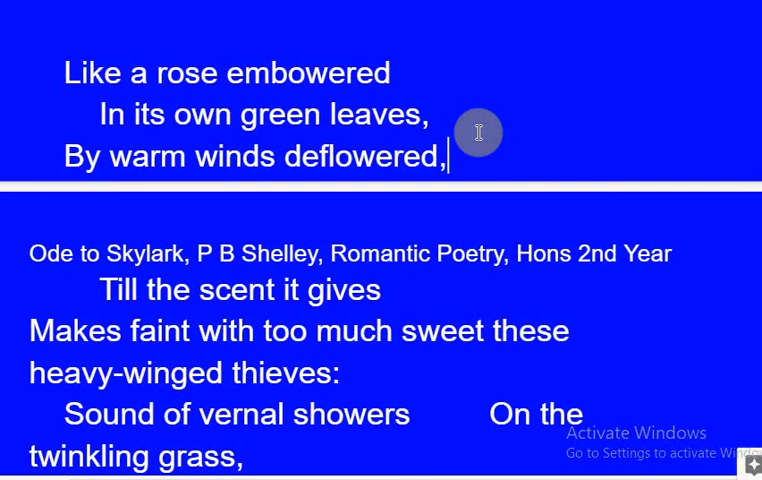 Like a rose embowered
In its own green leaves,
By warm winds deflowered,
Ode to Skylark, P B Shelley, Romantic Poetry, Hons 2nd Year
Till the scent it gives
Makes faint with too much sweet these
heavy-winged thieves:
Sound of vernal showers On the
twinkling grass,
Activate Windows
Go to Settings to activate Windo